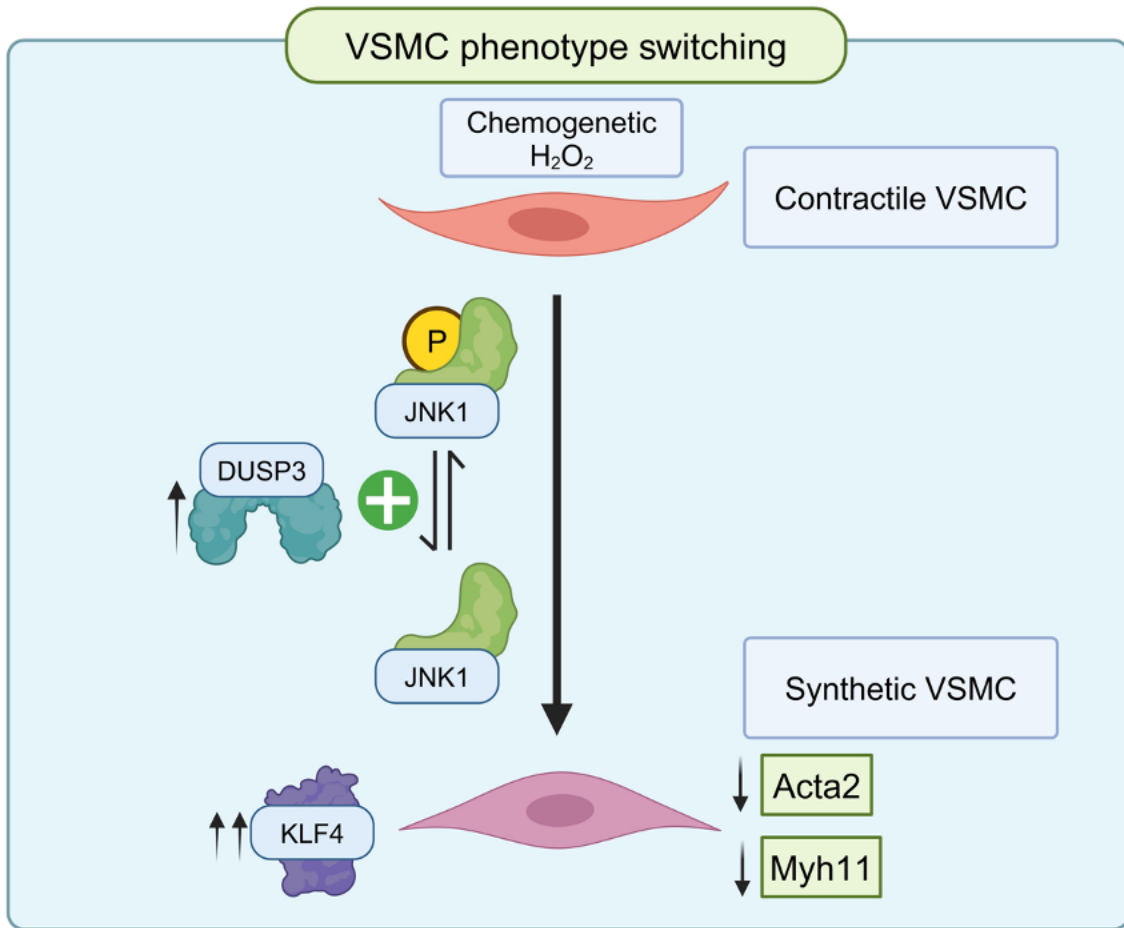 VSMC phenotype switching
Chemogenetic
H₂O₂
Contractile VSMC
P
JNK1
DUSP3
JNK1
Synthetic VSMC
KLF4
Acta2
Myh11